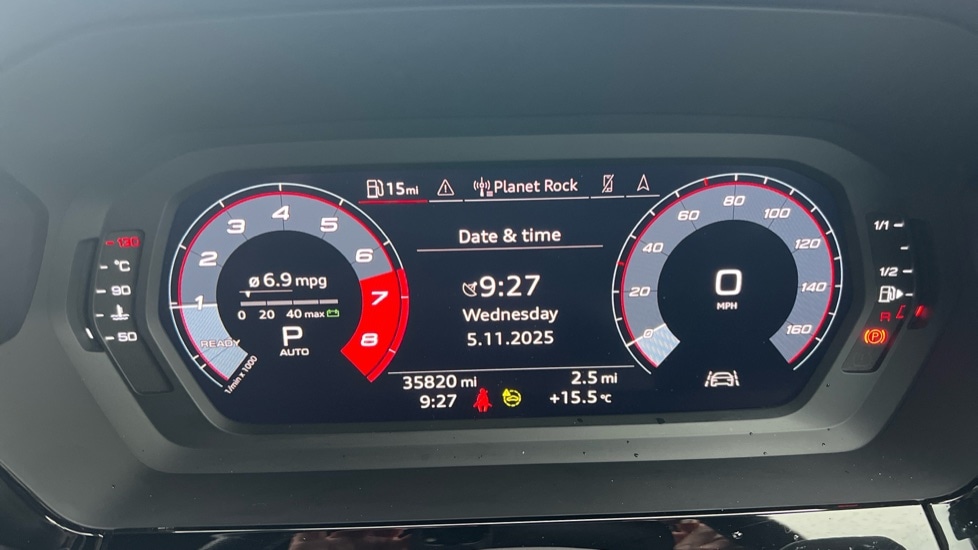 15mi Planet Rock
Date & time
9:27
Wednesday
5.11.2025
35820 mi 2.5 mi
9:27 +15.5 °C
1 2 3 4 5 6 7 8
READY
1/min x 1000
ø 6.9 mpg
0 20 40 max
P
AUTO
0 20 40 60 80 100 120 140 160
0
MPH
130
°C
90
50
1/1
1/2
R
(P)